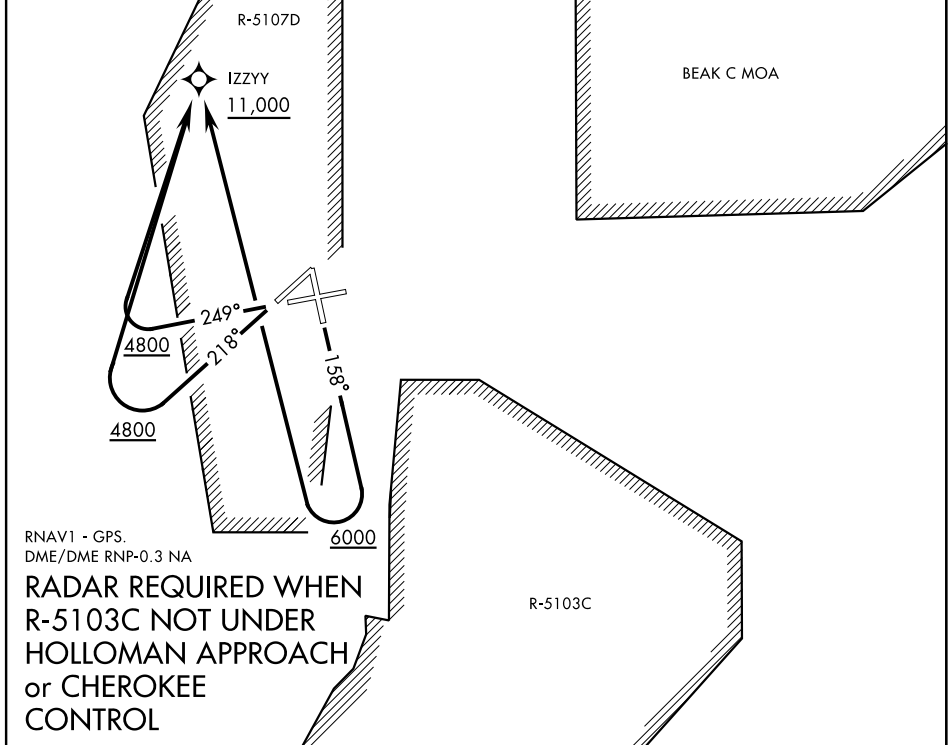 R-5107D
IZZYY
11,000
BEAK C MOA
249°
4800
218°
158°
4800
6000
RNAV1 - GPS.
DME/DME RNP-0.3 NA
RADAR REQUIRED WHEN
R-5103C NOT UNDER
HOLLOMAN APPROACH
or CHEROKEE
CONTROL
R-5103C